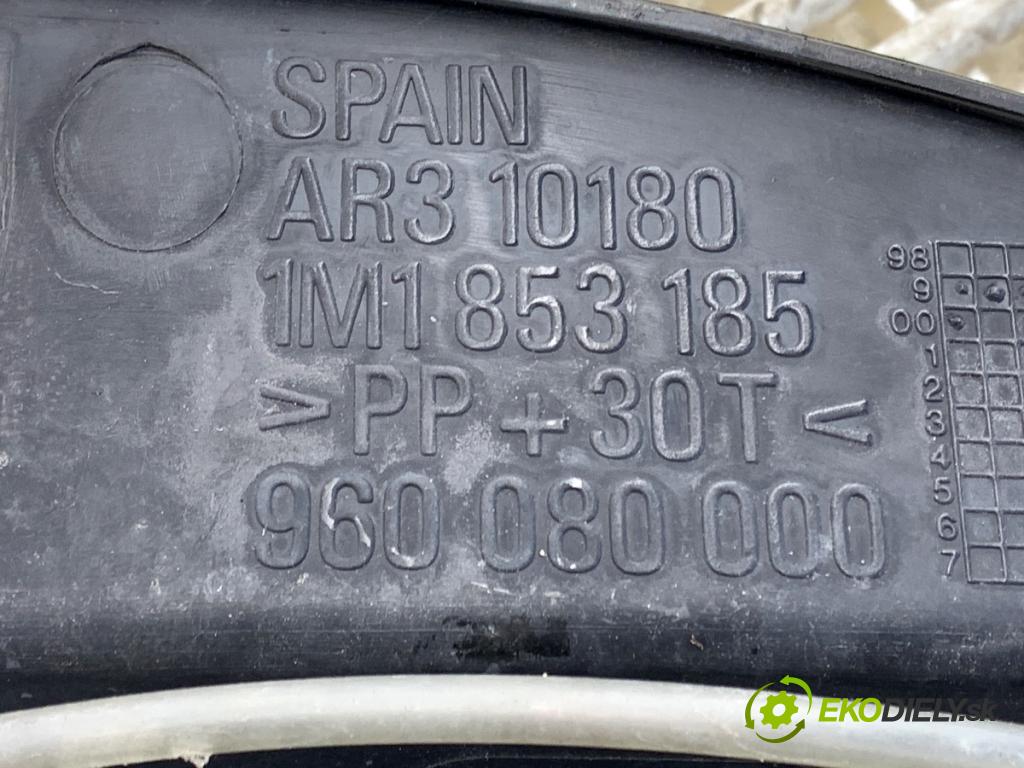 SPAIN
AR3 10180
1M1 853 185
>PP+30T<
960 080 000
98
9
00
1
2
3
4
5
6
7
EKODIELY.sk